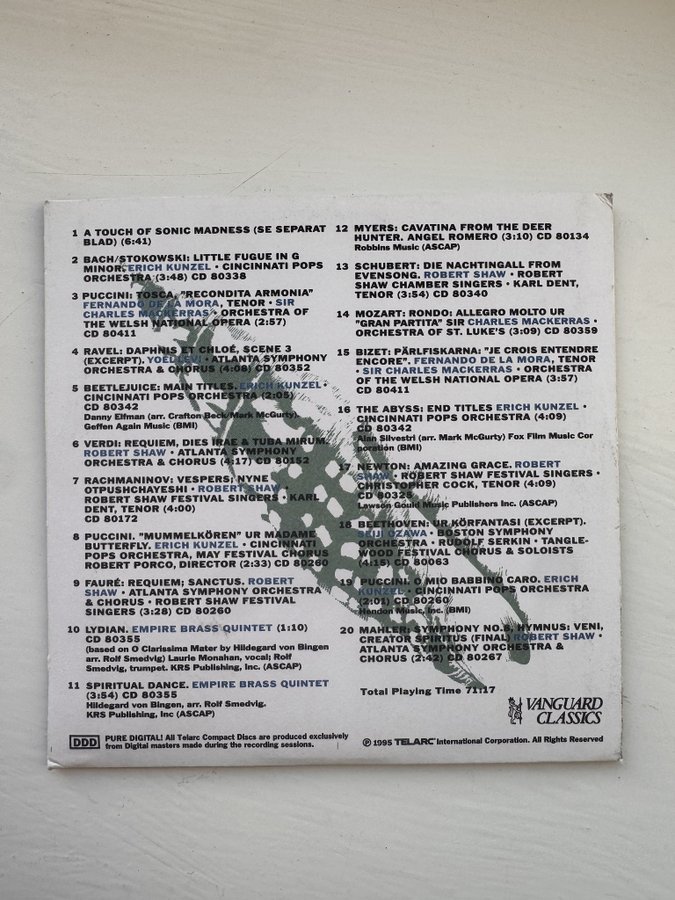 1 A TOUCH OF SONIC MADNESS (SE SEPARAT
BLAD) (6:41)
2 BACH/STOKOWSKI: LITTLE FUGUE IN G
MINOR. ERICH KUNZEL • CINCINNATI POPS
ORCHESTRA (3:48) CD 80338
3 PUCCINI: TOSCA; "RECONDITA ARMONIA"
FERNANDO DE LA MORA, TENOR • SIR
CHARLES MACKERRAS • ORCHESTRA OF
THE WELSH NATIONAL OPERA (2:57)
CD 80411
4 RAVEL: DAPHNIS ET CHLOÉ, SCENE 3
(EXCERPT). YOEL LEVI • ATLANTA SYMPHONY
ORCHESTRA & CHORUS (4:08) CD 80352
5 BEETLEJUICE: MAIN TITLES. ERICH KUNZEL •
CINCINNATI POPS ORCHESTRA (2:05)
CD 80342
Danny Elfman (arr. Crafton Beck/Mark McGurty).
Geffen Again Music (BMI)
6 VERDI: REQUIEM, DIES IRAE & TUBA MIRUM.
ROBERT SHAW • ATLANTA SYMPHONY
ORCHESTRA & CHORUS (4:17) CD 80152
7 RACHMANINOV: VESPERS; NYNE
OTPUSHCHAYESHI • ROBERT SHAW •
ROBERT SHAW FESTIVAL SINGERS • KARL
DENT, TENOR (4:00)
CD 80172
8 PUCCINI. "MUMMELKÖREN" UR MADAME
BUTTERFLY. ERICH KUNZEL • CINCINNATI
POPS ORCHESTRA, MAY FESTIVAL CHORUS
ROBERT PORCO, DIRECTOR (2:33) CD 80260
9 FAURÉ: REQUIEM; SANCTUS. ROBERT
SHAW • ATLANTA SYMPHONY ORCHESTRA
& CHORUS • ROBERT SHAW FESTIVAL
SINGERS (3:28) CD 80260
10 LYDIAN. EMPIRE BRASS QUINTET (1:10)
CD 80355
(based on O Clarissima Mater by Hildegard von Bingen
arr. Rolf Smedvig) Laurie Monahan, vocal; Rolf
Smedvig, trumpet. KRS Publishing, Inc. (ASCAP)
11 SPIRITUAL DANCE. EMPIRE BRASS QUINTET
(3:54) CD 80355
Hildegard von Bingen, arr. Rolf Smedvig.
KRS Publishing, Inc (ASCAP)
12 MYERS: CAVATINA FROM THE DEER
HUNTER. ANGEL ROMERO (3:10) CD 80134
Robbins Music (ASCAP)
13 SCHUBERT: DIE NACHTINGALL FROM
EVENSONG. ROBERT SHAW • ROBERT
SHAW CHAMBER SINGERS • KARL DENT,
TENOR (3:54) CD 80340
14 MOZART: RONDO: ALLEGRO MOLTO UR
"GRAN PARTITA" SIR CHARLES MACKERRAS •
ORCHESTRA OF ST. LUKE'S (3:09) CD 80359
15 BIZET: PÄRLFISKARNA: "JE CROIS ENTENDRE
ENCORE". FERNANDO DE LA MORA, TENOR
• SIR CHARLES MACKERRAS • ORCHESTRA
OF THE WELSH NATIONAL OPERA (3:57)
CD 80411
16 THE ABYSS: END TITLES ERICH KUNZEL •
CINCINNATI POPS ORCHESTRA (4:09)
CD 80342
Alan Silvestri (arr. Mark McGurty) Fox Film Music Cor
poration (BMI)
17 NEWTON: AMAZING GRACE. ROBERT
SHAW • ROBERT SHAW FESTIVAL SINGERS •
CHRISTOPHER COCK, TENOR (4:09)
CD 80325
Lawson Gould Music Publishers Inc. (ASCAP)
18 BEETHOVEN: UR KÖRFANTASI (EXCERPT).
SEIJI OZAWA • BOSTON SYMPHONY
ORCHESTRA • RUDOLF SERKIN • TANGLE-
WOOD FESTIVAL CHORUS & SOLOISTS
(4:15) CD 80063
19 PUCCINI: O MIO BABBINO CARO. ERICH
KUNZEL • CINCINNATI POPS ORCHESTRA
(2:01) CD 80260
Hendon Music, Inc. (BMI)
20 MAHLER: SYMPHONY NO.8, HYMNUS: VENI,
CREATOR SPIRITUS (FINAL) ROBERT SHAW •
ATLANTA SYMPHONY ORCHESTRA &
CHORUS (2:42) CD 80267
Total Playing Time 71:17
VANGUARD
CLASSICS
DDD PURE DIGITAL! All Telarc Compact Discs are produced exclusively
from Digital masters made during the recording sessions.
℗ 1995 TELARC® International Corporation. All Rights Reserved